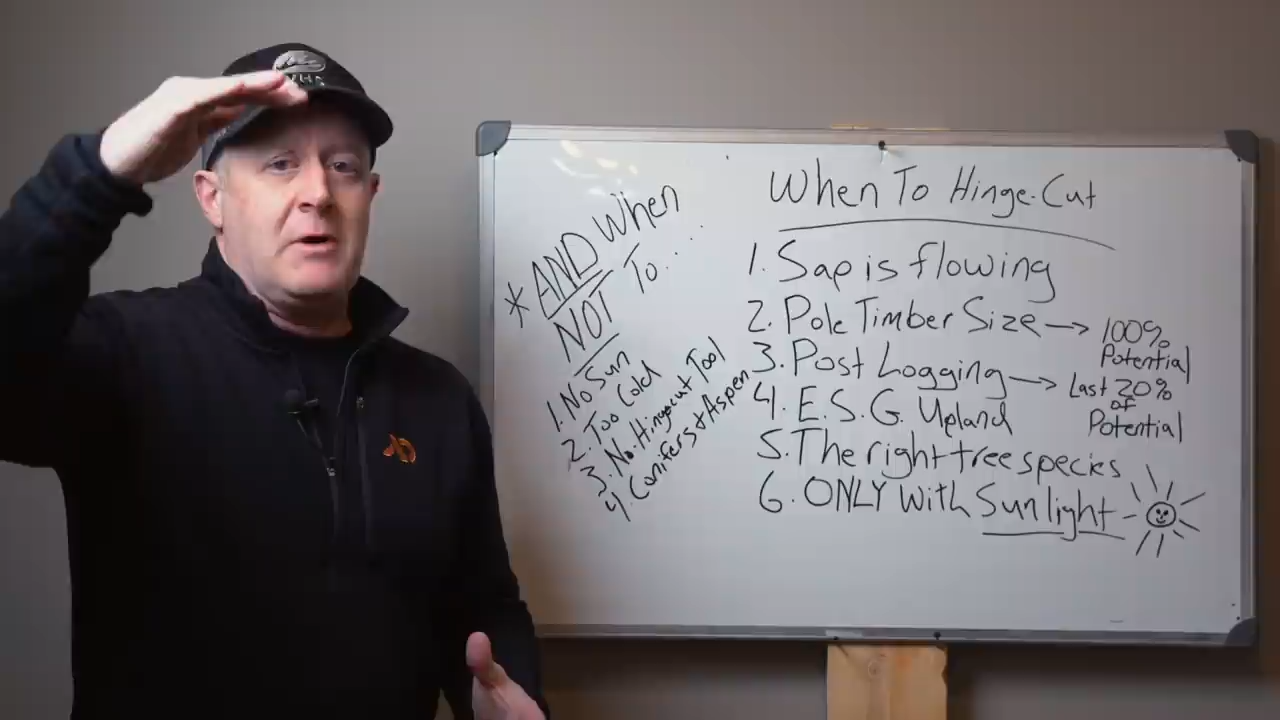 * AND When
NOT To...
1. No Sun
2. Too Cold
3. No Hingecut Tool
4. Conifers + Aspen
When To Hinge-Cut
1. Sap is flowing
2. Pole Timber Size → 100% Potential
3. Post Logging → Last 20% of Potential
4. E.S.G. Upland
5. The right tree species
6. ONLY With Sunlight